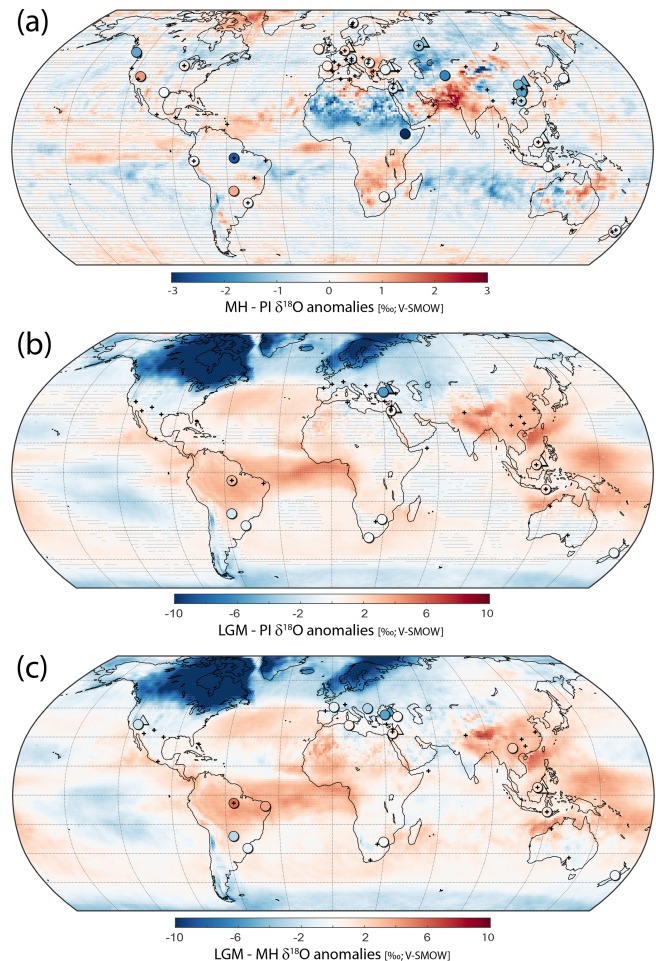 (a)
-3 -2 -1 0 1 2 3
MH - PI δ¹⁸O anomalies [‰; V-SMOW]
(b)
-10 -6 -2 2 6 10
LGM - PI δ¹⁸O anomalies [‰; V-SMOW]
(c)
-10 -6 -2 2 6 10
LGM - MH δ¹⁸O anomalies [‰; V-SMOW]